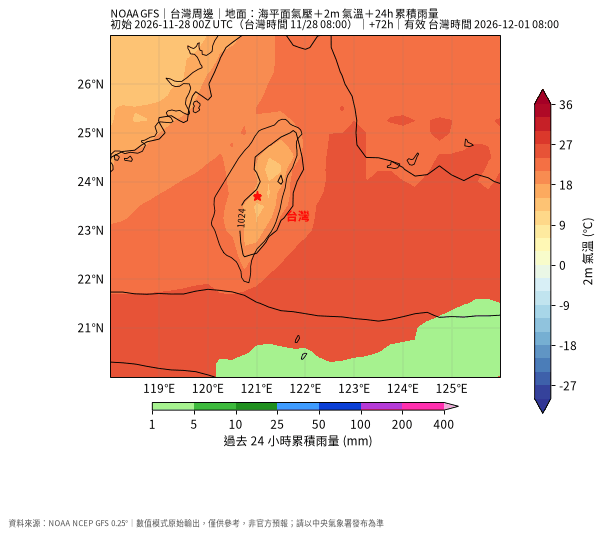 NOAA GFS｜台灣周邊｜地面：海平面氣壓＋2m 氣溫＋24h 累積雨量
初始 2026-11-28 00Z UTC（台灣時間 11/28 08:00）｜+72h｜有效 台灣時間 2026-12-01 08:00
26°N
25°N
24°N
23°N
22°N
21°N
119°E 120°E 121°E 122°E 123°E 124°E 125°E
1024
台灣
36
27
18
9
0
-9
-18
-27
2m 氣溫 (°C)
1 5 10 25 50 100 200 400
過去 24 小時累積雨量 (mm)
資料來源：NOAA NCEP GFS 0.25°｜數值模式原始輸出，僅供參考，非官方預報；請以中央氣象署發布為準